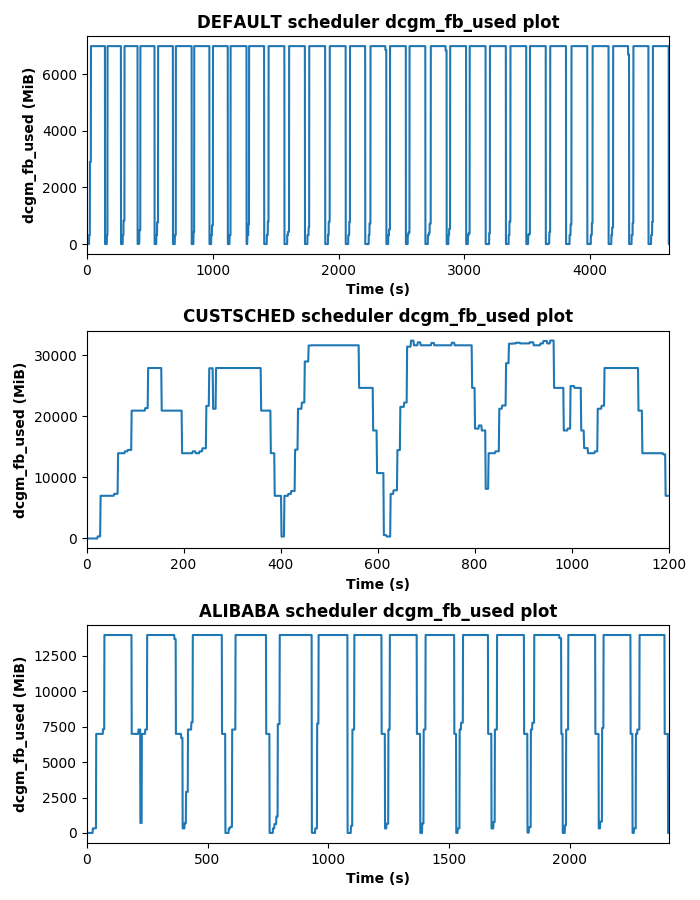 DEFAULT scheduler dcgm_fb_used plot
dcgm_fb_used (MiB)
6000
4000
2000
0
0 1000 2000 3000 4000
Time (s)
CUSTSCHED scheduler dcgm_fb_used plot
dcgm_fb_used (MiB)
30000
20000
10000
0
0 200 400 600 800 1000 1200
Time (s)
ALIBABA scheduler dcgm_fb_used plot
dcgm_fb_used (MiB)
12500
10000
7500
5000
2500
0
0 500 1000 1500 2000
Time (s)